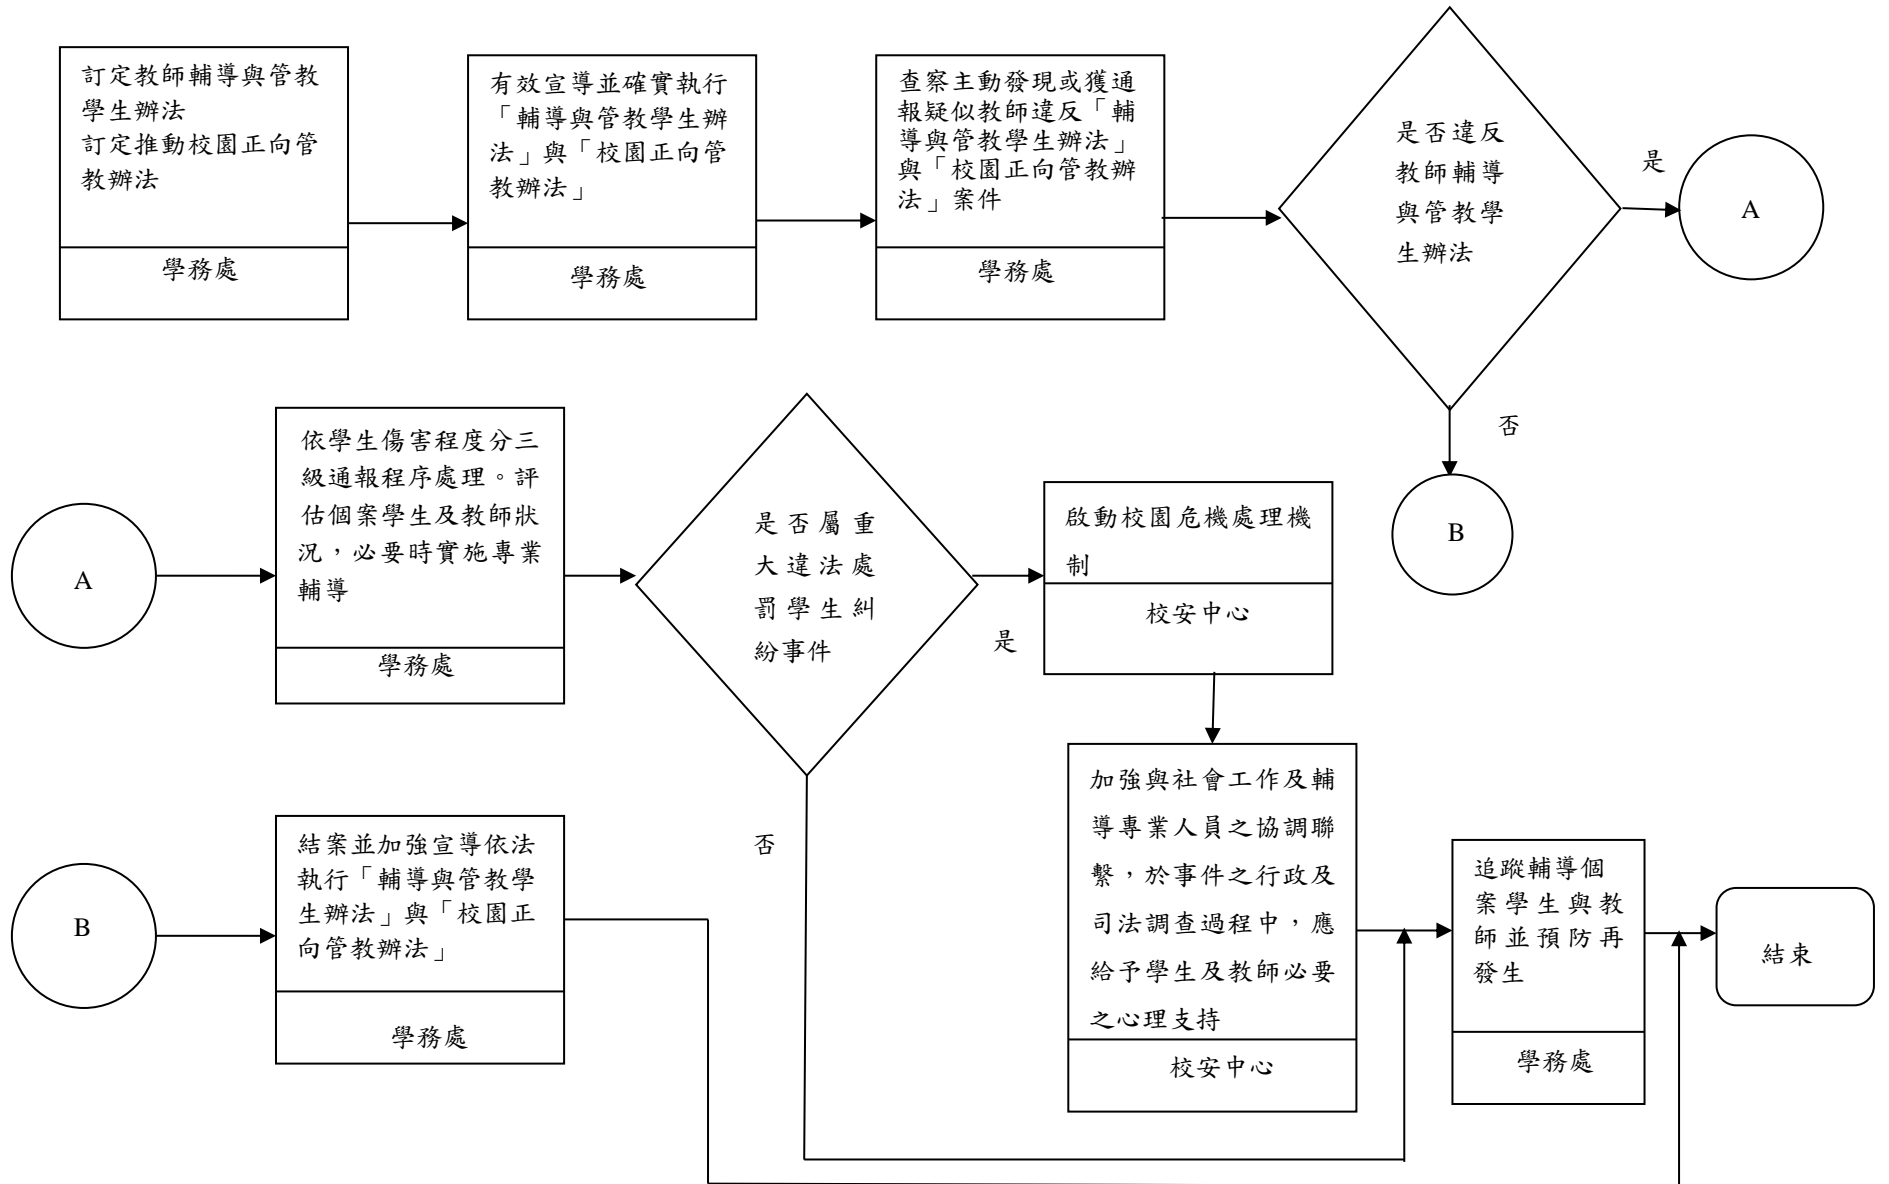 訂定教師輔導與管教
學生辦法
訂定推動校園正向管
教辦法
學務處
有效宣導並確實執行
「輔導與管教學生辦
法」與「校園正向管
教辦法」
學務處
查察主動發現或獲通
報疑似教師違反「輔
導與管教學生辦法」
與「校園正向管教辦
法」案件
學務處
是否違反
教師輔導
與管教學
生辦法
是
A
否
B
A
依學生傷害程度分三
級通報程序處理。評
估個案學生及教師狀
況，必要時實施專業
輔導
學務處
是否屬重
大違法處
罰學生糾
紛事件
是
否
啟動校園危機處理機
制
校安中心
加強與社會工作及輔
導專業人員之協調聯
繫，於事件之行政及
司法調查過程中，應
給予學生及教師必要
之心理支持
校安中心
B
結案並加強宣導依法
執行「輔導與管教學
生辦法」與「校園正
向管教辦法」
學務處
追蹤輔導個
案學生與教
師並預防再
發生
學務處
結束